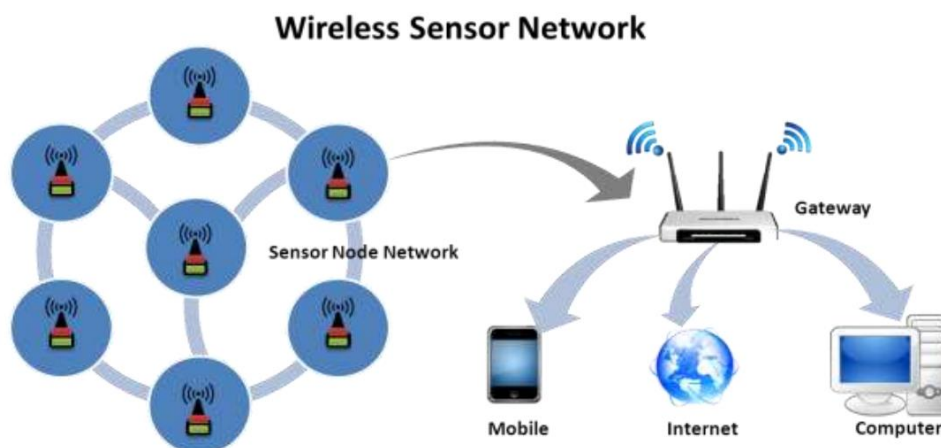 Wireless Sensor Network
Sensor Node Network
Gateway
Mobile
Internet
Computer